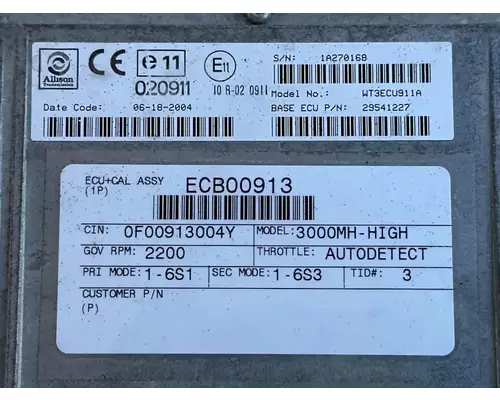 Allison
Transmission
CE
e 11
020911
E11
10 R-02 0911
S/N: 1A270168
Model No.: WT3ECU911A
Date Code: 06-18-2004
BASE ECU P/N: 29541227
ECU+CAL ASSY
(1P)
ECB00913
CIN: 0F00913004Y
MODEL: 3000MH-HIGH
GOV RPM: 2200
THROTTLE: AUTODETECT
PRI MODE: 1-6S1
SEC MODE: 1-6S3
TID#: 3
CUSTOMER P/N
(P)